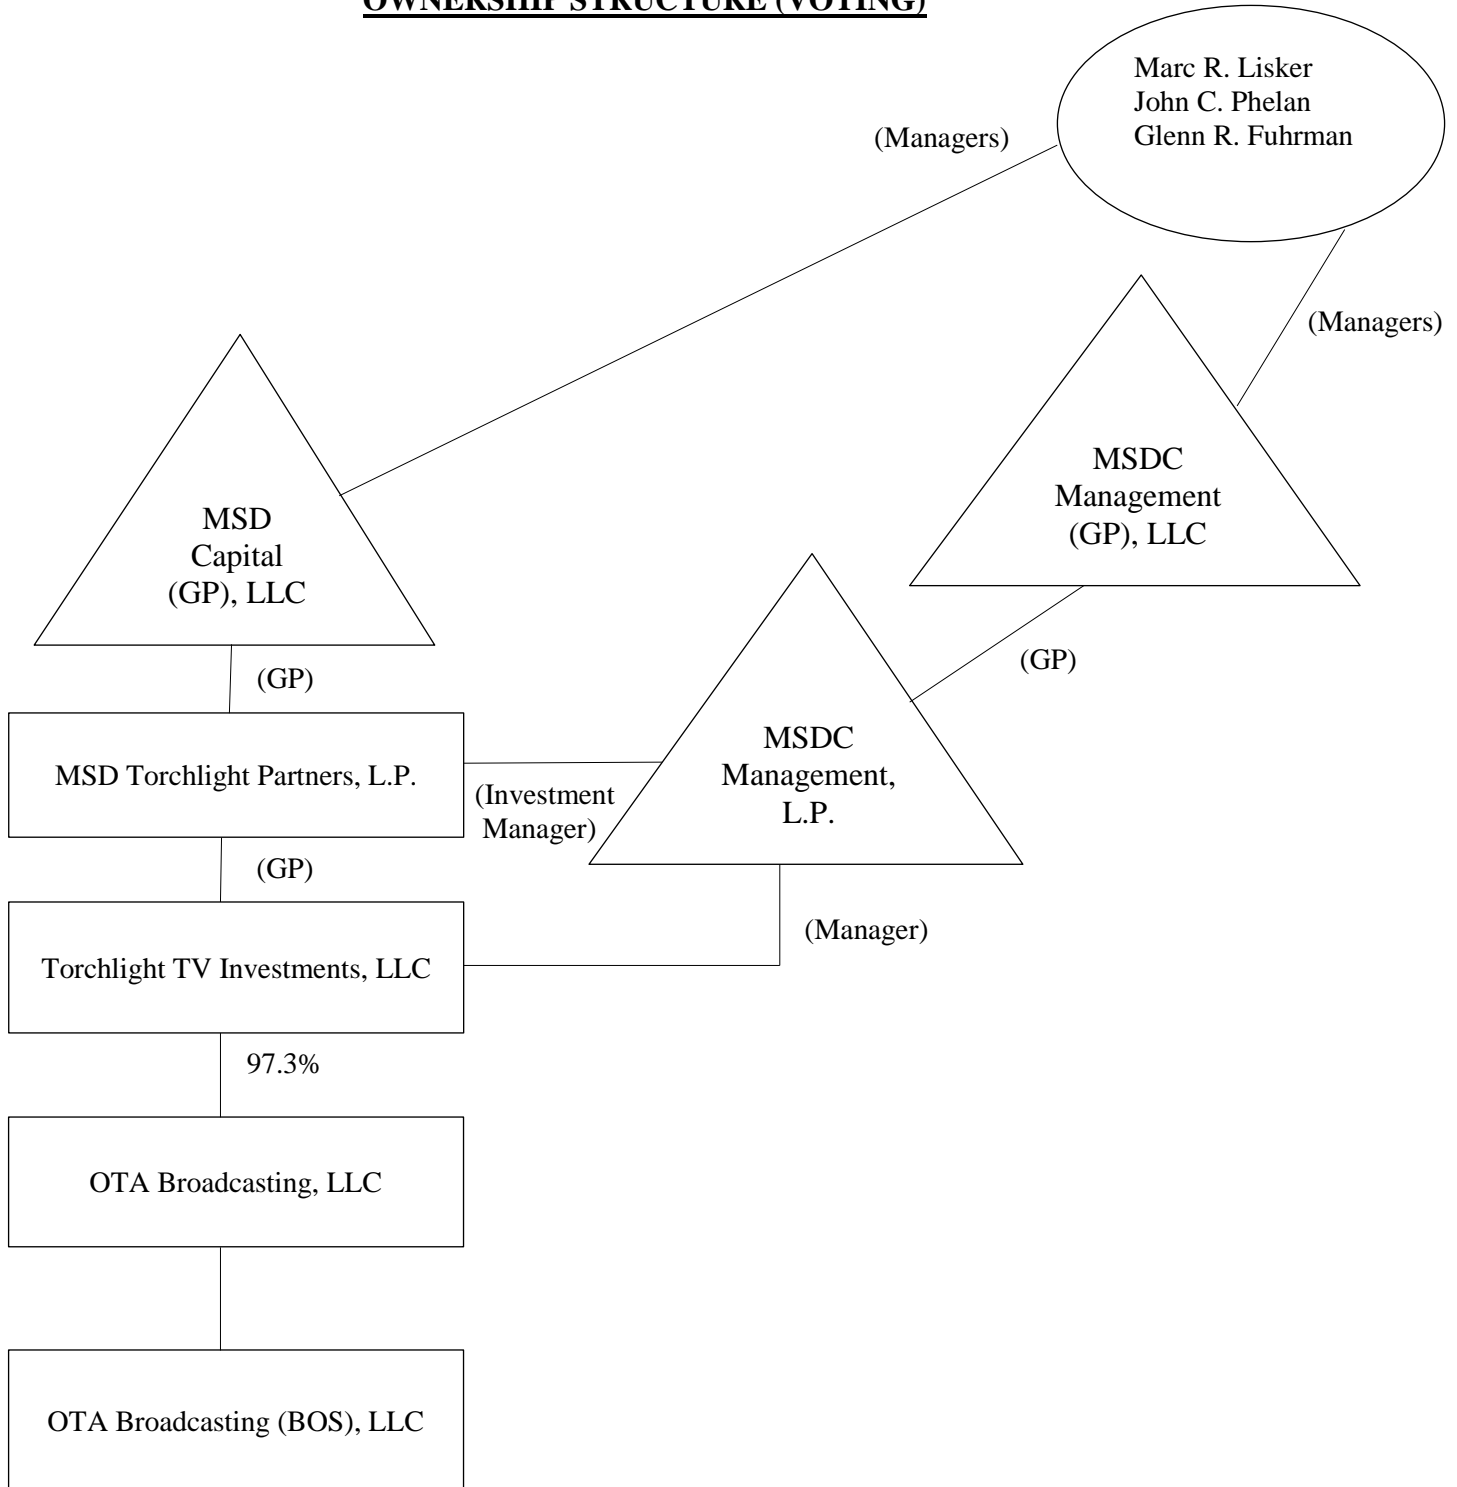 OWNERSHIP STRUCTURE (VOTING)
Marc R. Lisker
John C. Phelan
Glenn R. Fuhrman
(Managers)
(Managers)
MSD
Capital
(GP), LLC
MSDC
Management
(GP), LLC
(GP)
(GP)
MSD Torchlight Partners, L.P.
(Investment
Manager)
MSDC
Management,
L.P.
(GP)
Torchlight TV Investments, LLC
(Manager)
97.3%
OTA Broadcasting, LLC
OTA Broadcasting (BOS), LLC